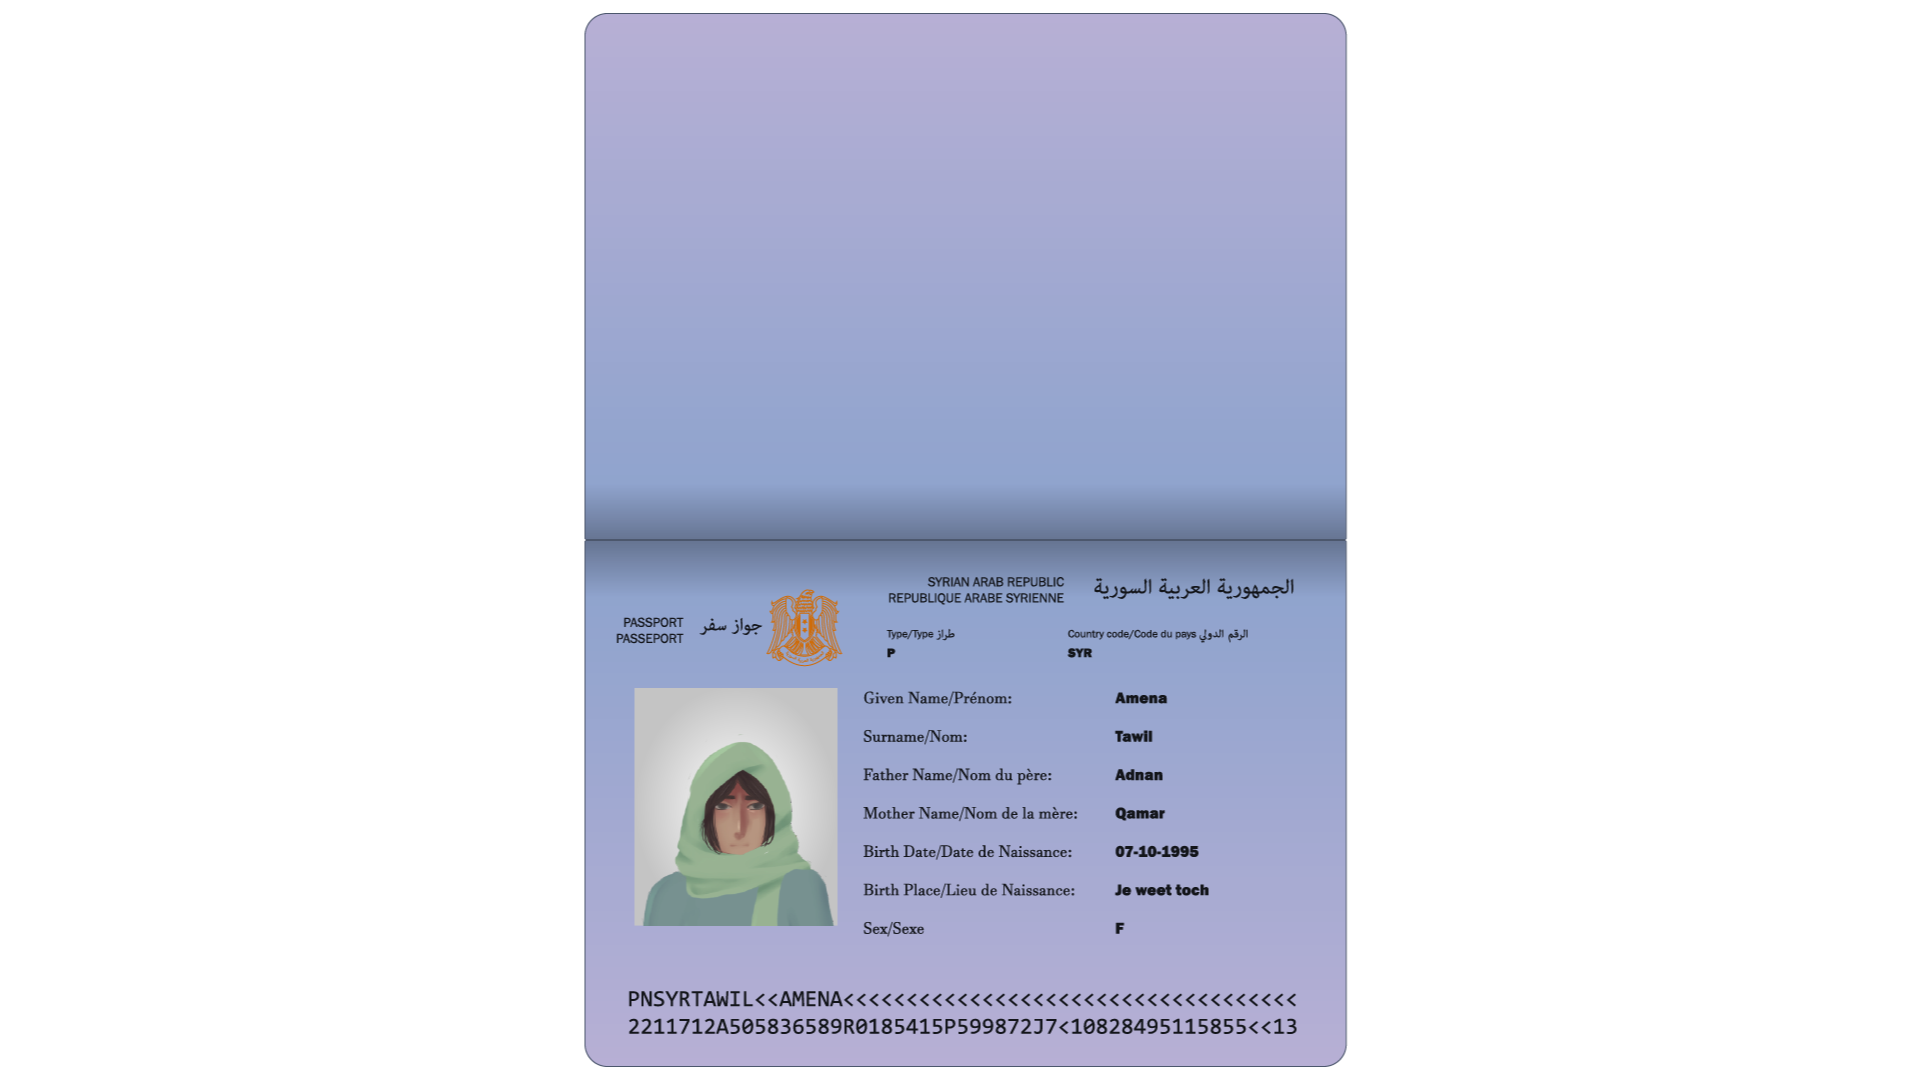 SYRIAN ARAB REPUBLIC
REPUBLIQUE ARABE SYRIENNE
الجمهورية العربية السورية
PASSPORT
PASSEPORT
جواز سفر
Type/Type طراز
P
Country code/Code du pays الرقم الدولي
SYR
Given Name/Prénom: Amena
Surname/Nom: Tawil
Father Name/Nom du père: Adnan
Mother Name/Nom de la mère: Qamar
Birth Date/Date de Naissance: 07-10-1995
Birth Place/Lieu de Naissance: Je weet toch
Sex/Sexe F
PNSYRTAWIL<<AMENA<<<<<<<<<<<<<<<<<<<<<<<<<<<<<<<<<<<<
2211712A505836589R0185415P599872J7<10828495115855<<13